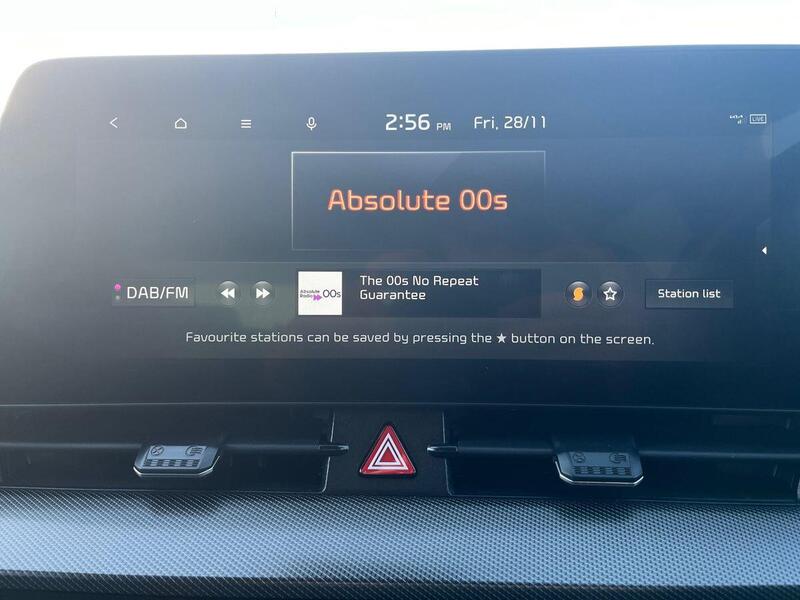 2:56 PM Fri, 28/11
LIVE
Absolute 00s
DAB/FM
Absolute
Radio 00s
The 00s No Repeat
Guarantee
Station list
Favourite stations can be saved by pressing the ★ button on the screen.